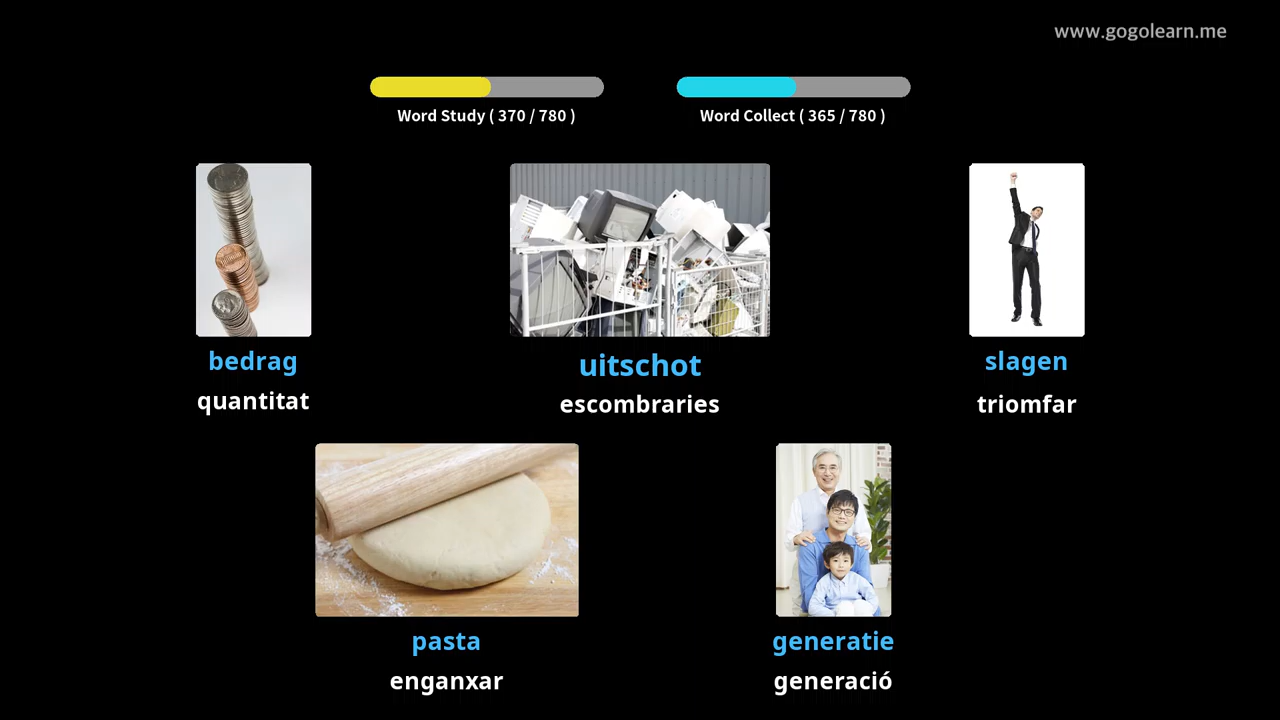 www.gogolearn.me
Word Study ( 370 / 780 )
Word Collect ( 365 / 780 )
bedrag
quantitat
uitschot
escombraries
slagen
triomfar
pasta
enganxar
generatie
generació